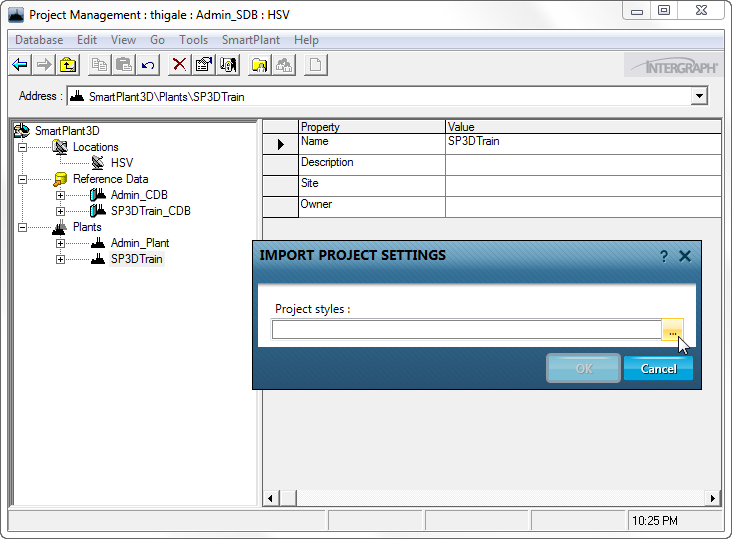 Project Management : thigale : Admin_SDB : HSV
Database Edit View Go Tools SmartPlant Help
INTERGRAPH
Address : SmartPlant3D\Plants\SP3DTrain
SmartPlant3D
Locations
HSV
Reference Data
Admin_CDB
SP3DTrain_CDB
Plants
Admin_Plant
SP3DTrain
Property Value
Name SP3DTrain
Description
Site
Owner
IMPORT PROJECT SETTINGS ?
Project styles :
...
OK Cancel
10:25 PM